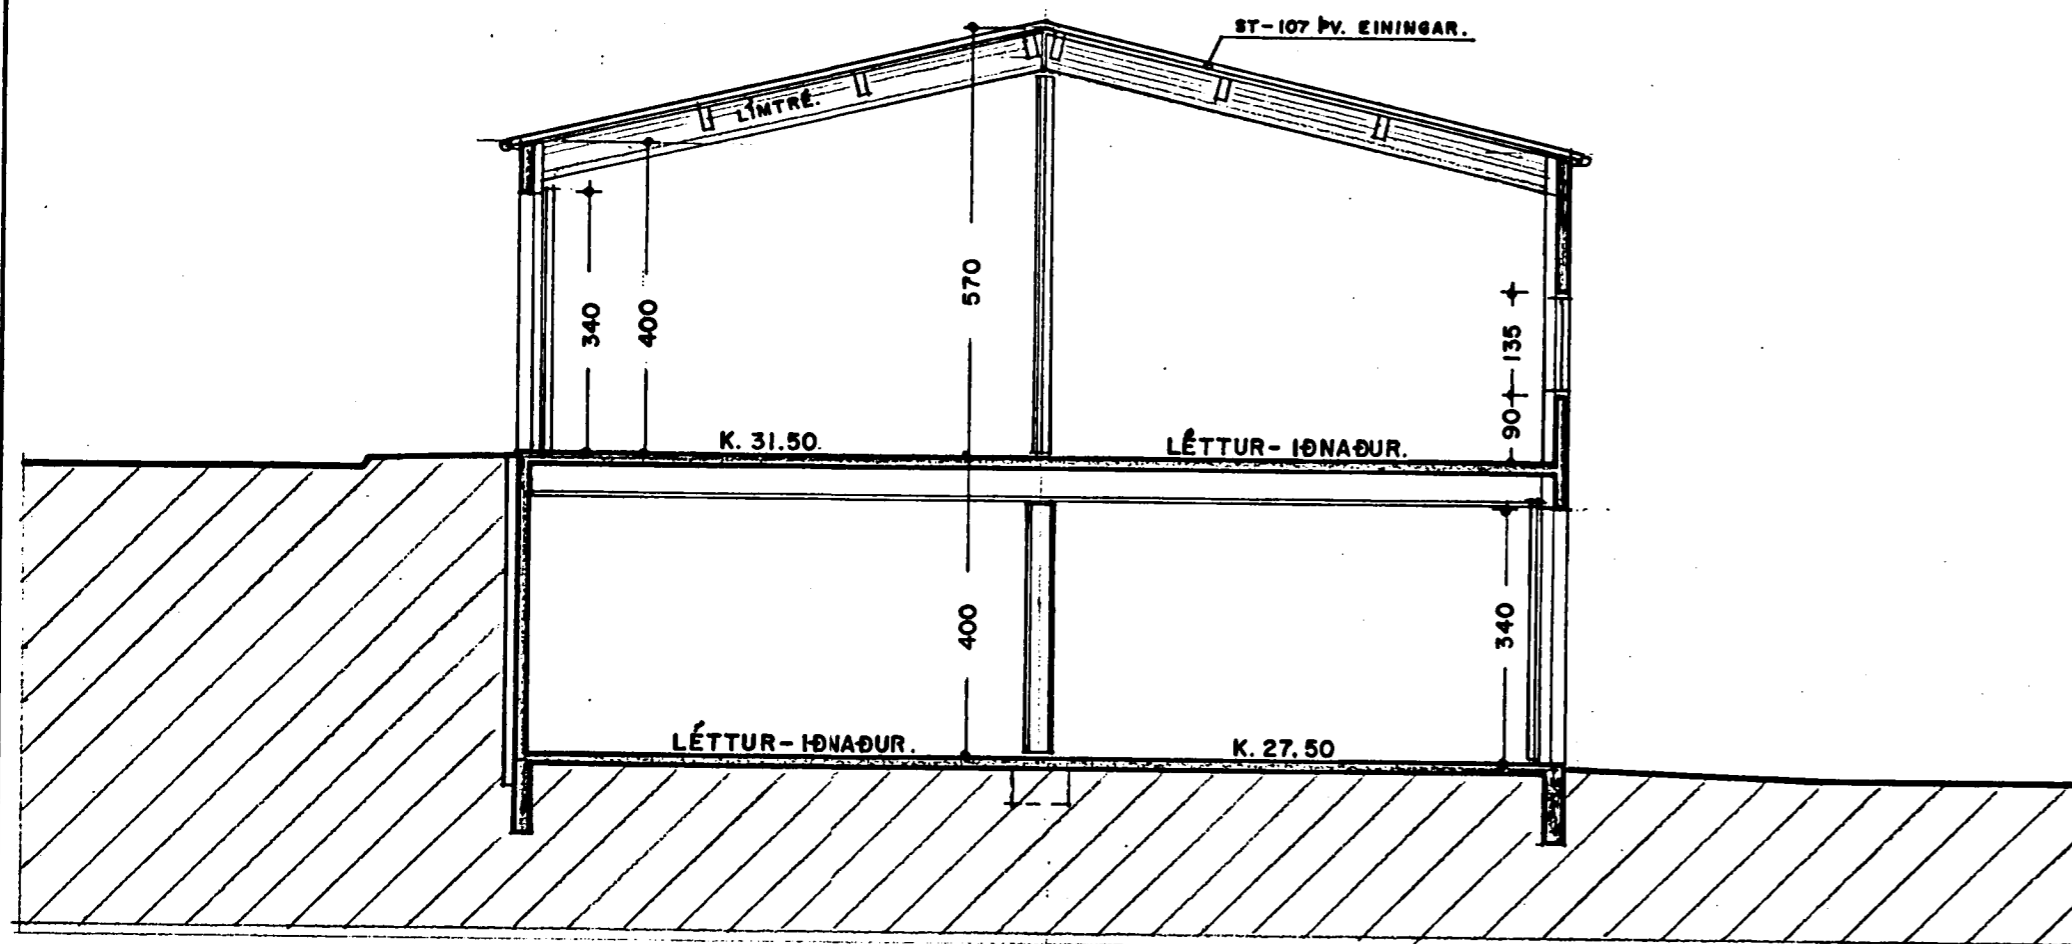 ST-107 ÞV. EININGAR.
LÍMTRÉ.
570
340
400
135
90
K. 31.50.
LÉTTUR-IÐNAÐUR.
400
340
LÉTTUR-IÐNAÐUR.
K. 27.50